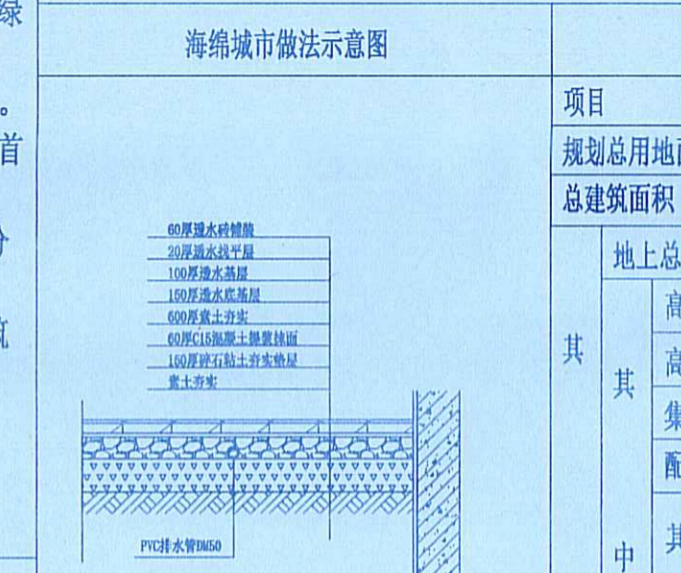 绿
。
首
分
海绵城市做法示意图
60厚透水砖铺装
20厚透水找平层
100厚透水基层
150厚透水底基层
600厚素土夯实
60厚C15混凝土提浆抹面
150厚碎石粘土夯实垫层
素土夯实
PVC排水管DN50
项目
规划总用地面
总建筑面积
地上总
其
其
中
高
高
集
配
其